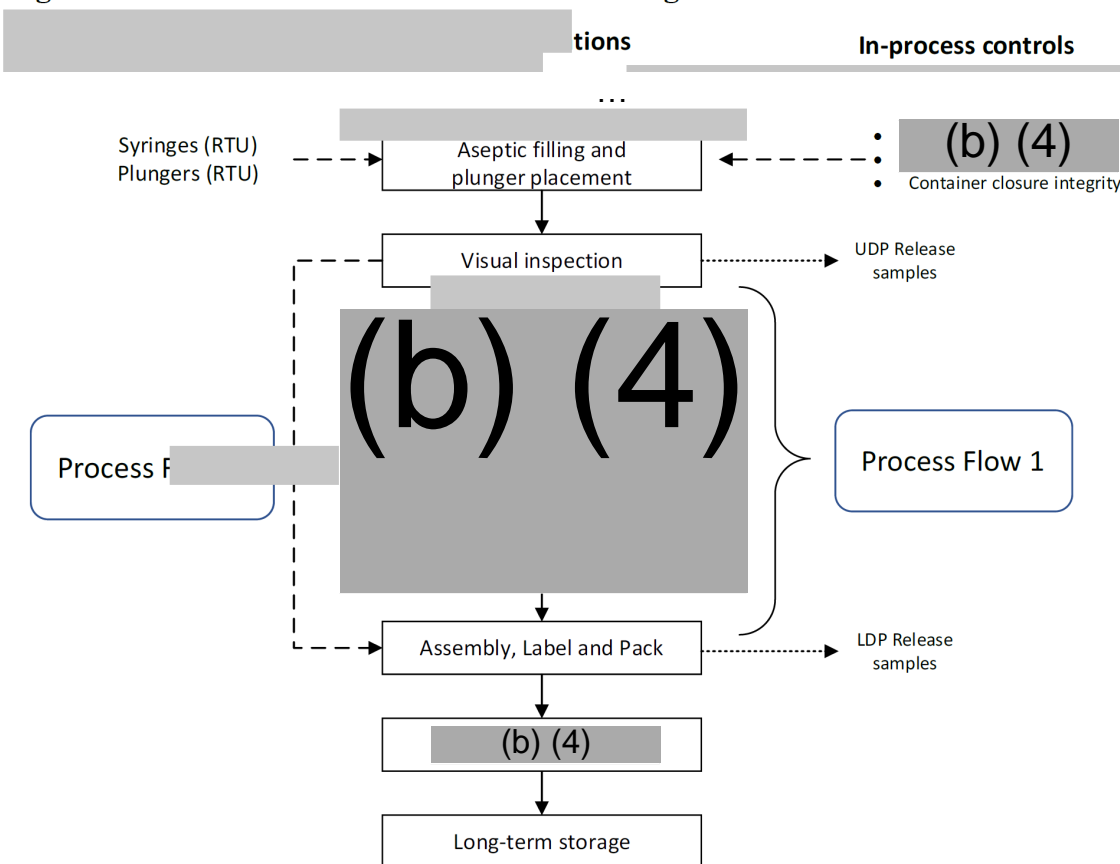 tions
In-process controls
...
Syringes (RTU)
Plungers (RTU)
Aseptic filling and
plunger placement
•
•
•
(b) (4)
Container closure integrity
Visual inspection
UDP Release
samples
(b) (4)
Process
Process Flow 1
Assembly, Label and Pack
LDP Release
samples
(b) (4)
Long-term storage